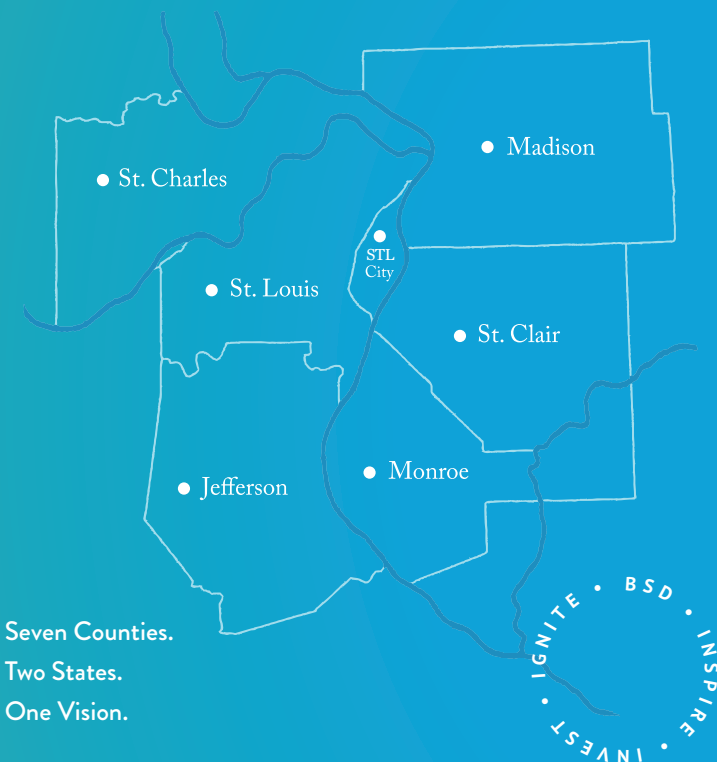 Madison
St. Charles
STL
City
St. Louis
St. Clair
Monroe
Jefferson
Seven Counties.
Two States.
One Vision.
BSD • INSPIRE • INVEST • IGNITE •